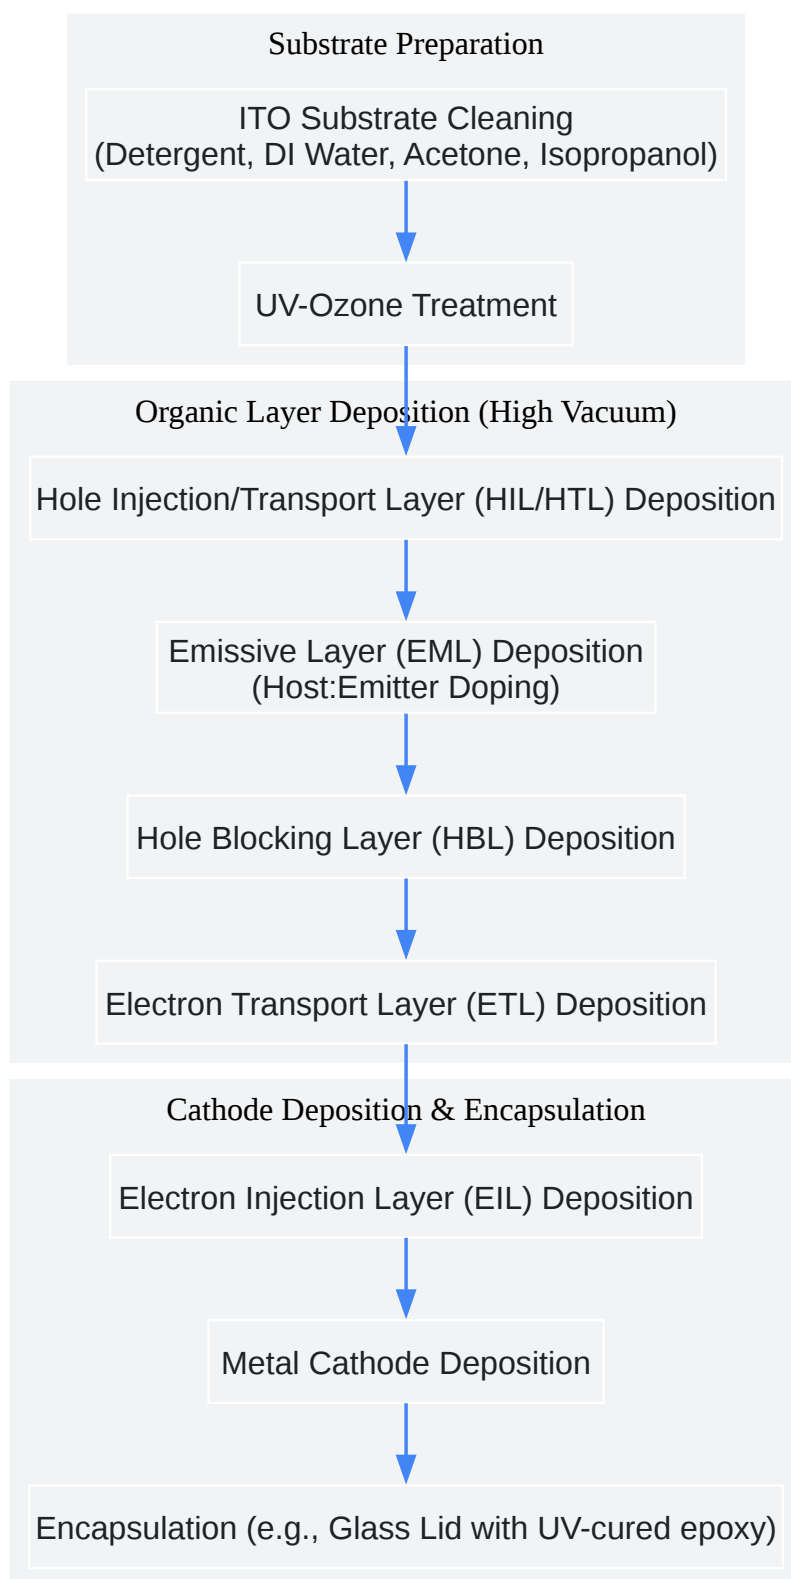 Substrate Preparation
ITO Substrate Cleaning
(Detergent, DI Water, Acetone, Isopropanol)
UV-Ozone Treatment
Organic Layer Deposition (High Vacuum)
Hole Injection/Transport Layer (HIL/HTL) Deposition
Emissive Layer (EML) Deposition
(Host:Emitter Doping)
Hole Blocking Layer (HBL) Deposition
Electron Transport Layer (ETL) Deposition
Cathode Deposition & Encapsulation
Electron Injection Layer (EIL) Deposition
Metal Cathode Deposition
Encapsulation (e.g., Glass Lid with UV-cured epoxy)